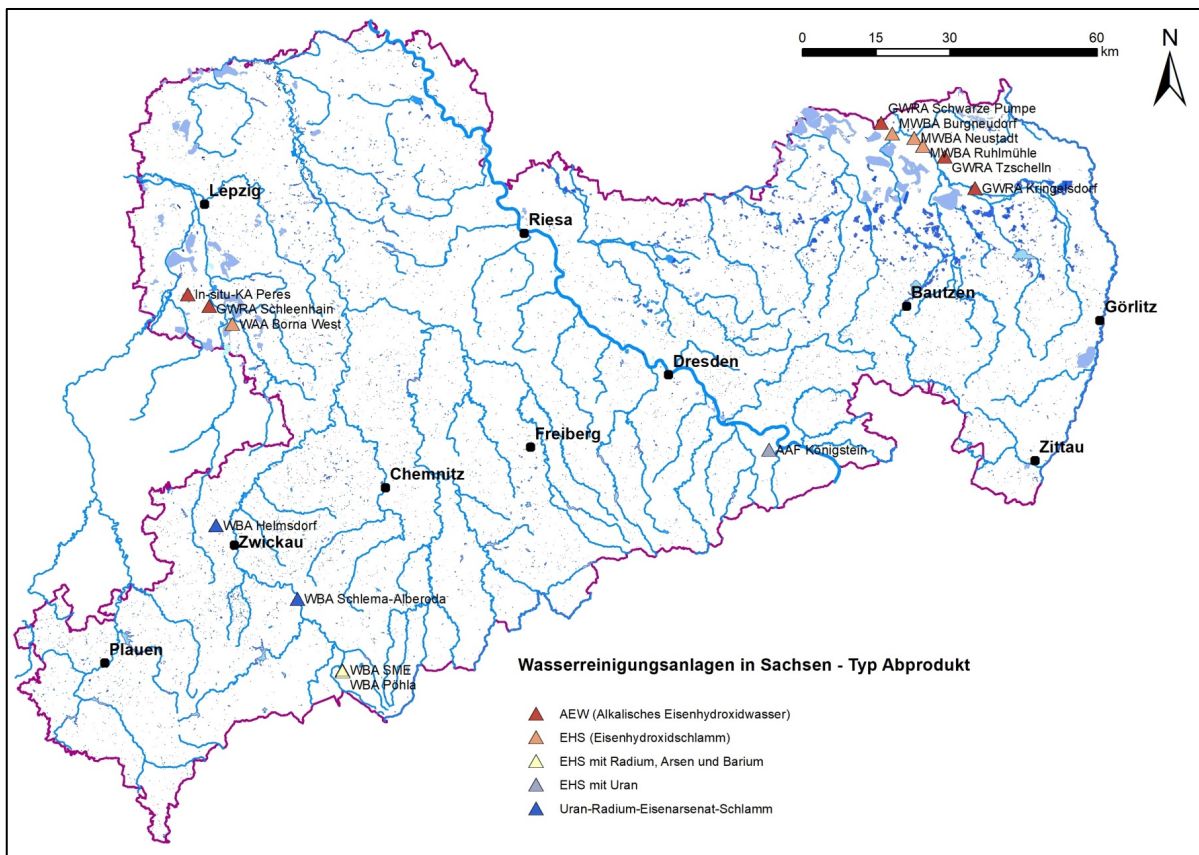 0 15 30 60
km
N
GWRA Schwarze Pumpe
MWBA Burgneudorf
MWBA Neustadt
MWBA Ruhlmühle
GWRA Tzschelln
GWRA Kringelsdorf
Lepzig
Riesa
In-situ-KA Peres
GWRA Schleenhain
WAA Borna West
Bautzen
Görlitz
Dresden
Freiberg
AAF Königstein
Zittau
Chemnitz
WBA Helmsdorf
Zwickau
WBA Schlema-Alberoda
Plauen
WBA SME
WBA Pöhla
Wasserreinigungsanlagen in Sachsen - Typ Abprodukt
AEW (Alkalisches Eisenhydroxidwasser)
EHS (Eisenhydroxidschlamm)
EHS mit Radium, Arsen und Barium
EHS mit Uran
Uran-Radium-Eisenarsenat-Schlamm